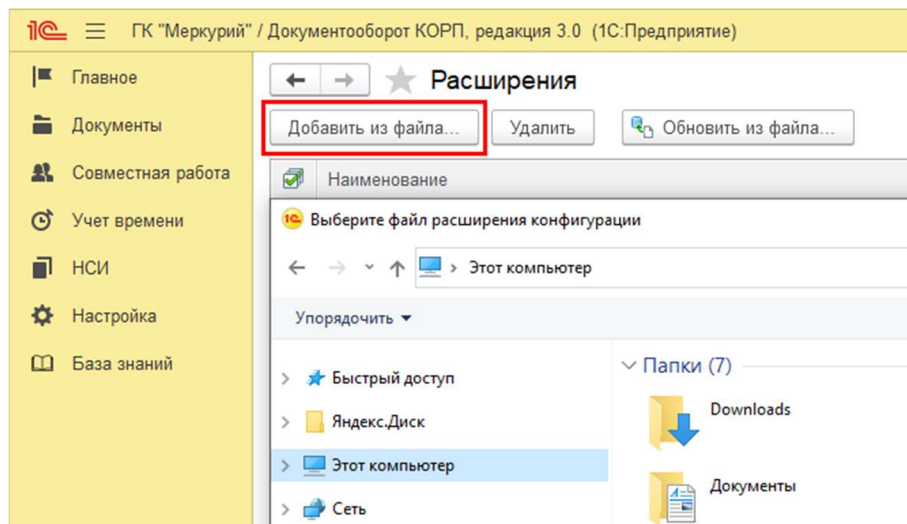 1С ГК "Меркурий" / Документооборот КОРП, редакция 3.0 (1С:Предприятие)
Главное
Документы
Совместная работа
Учет времени
НСИ
Настройка
База знаний
Расширения
Добавить из файла...
Удалить
Обновить из файла...
Наименование
1С Выберите файл расширения конфигурации
Этот компьютер
Упорядочить
Быстрый доступ
Яндекс.Диск
Этот компьютер
Сеть
Папки (7)
Downloads
Документы